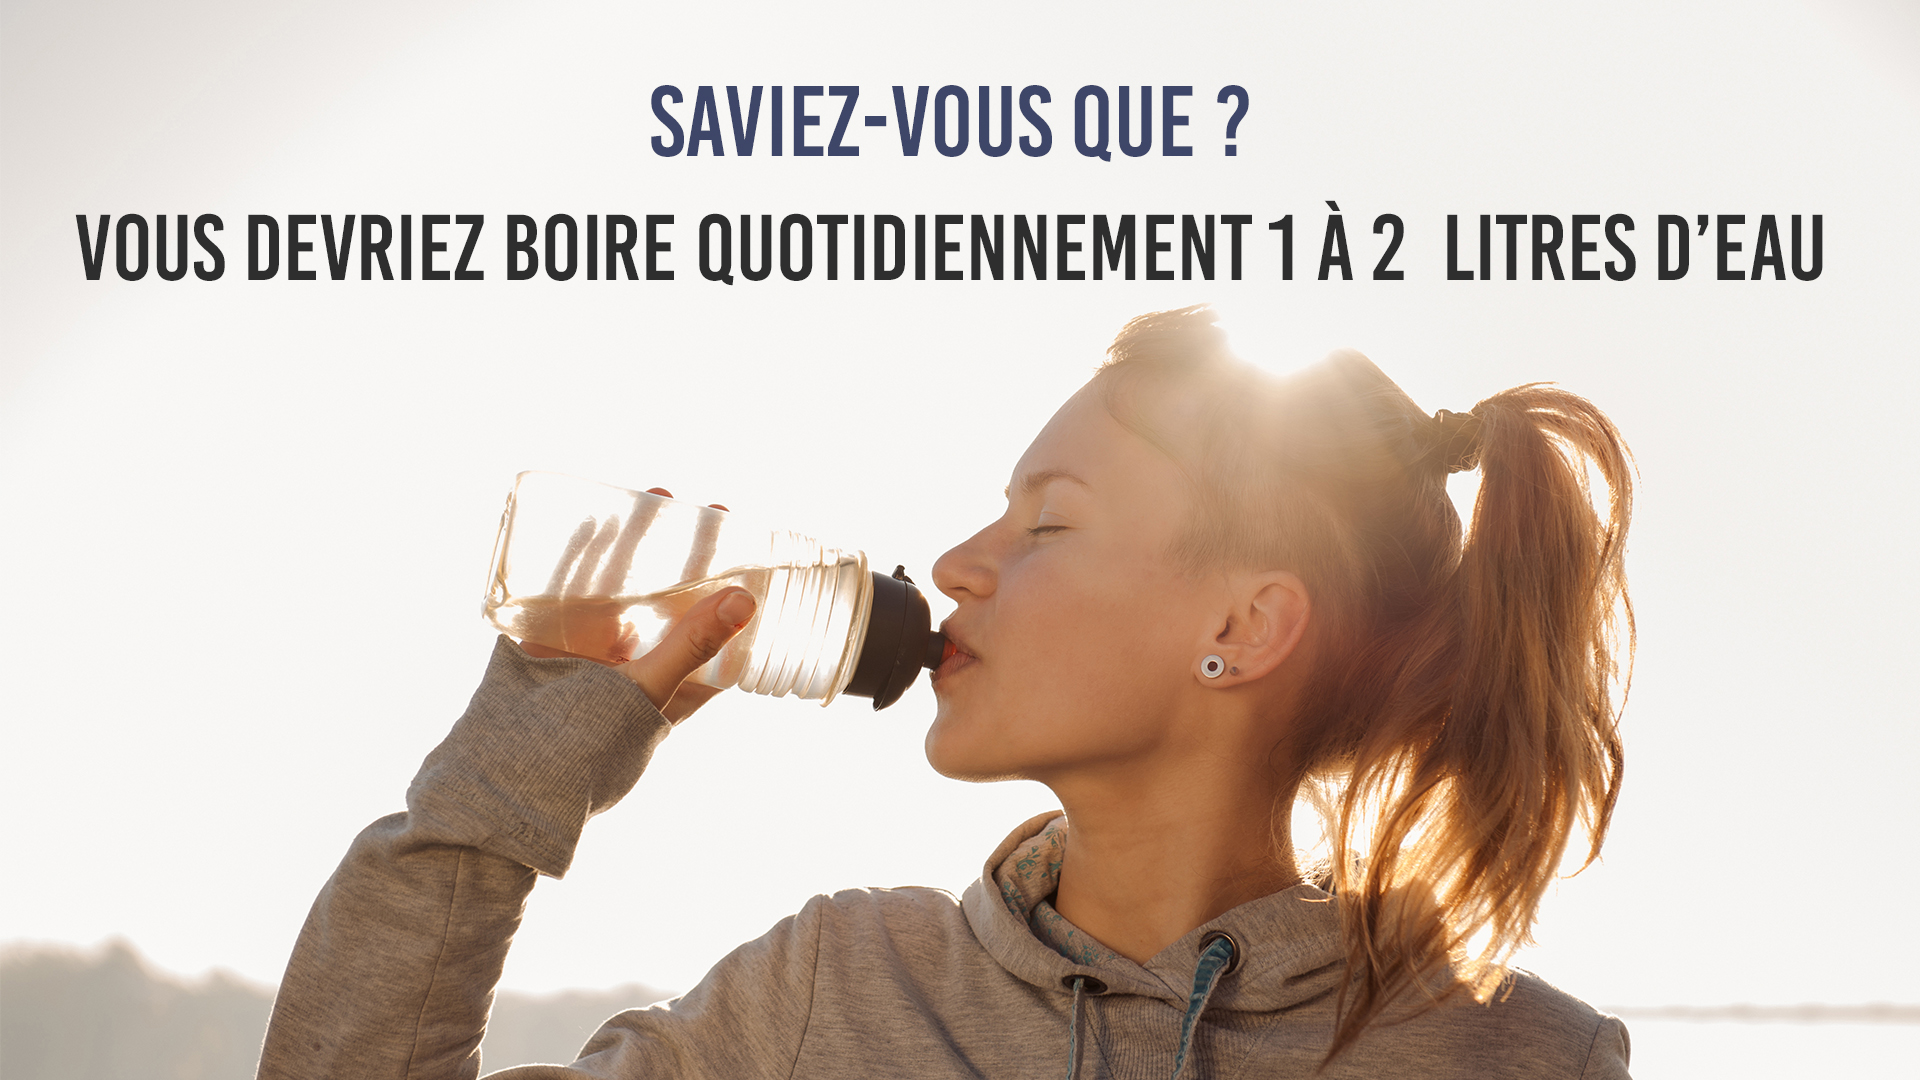 SAVIEZ-VOUS QUE ?
VOUS DEVRIEZ BOIRE QUOTIDIENNEMENT 1 À 2 LITRES D’EAU